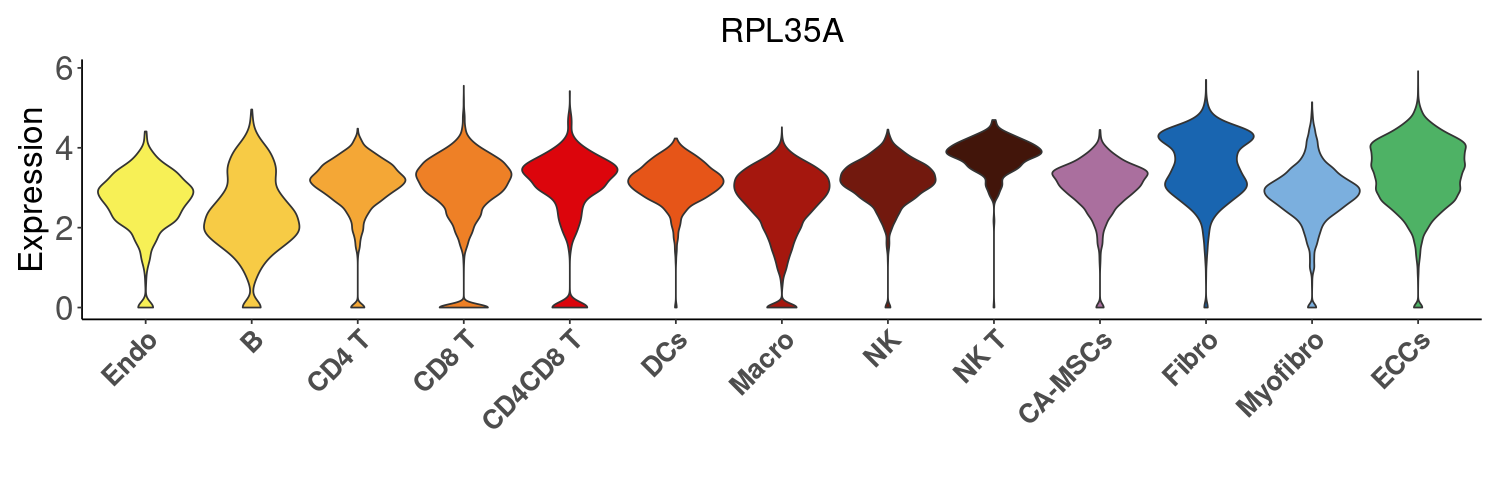 RPL35A
Expression
6
4
2
0
Endo
B
CD4 T
CD8 T
CD4CD8 T
DCs
Macro
NK
NK T
CA-MSCs
Fibro
Myofibro
ECCs